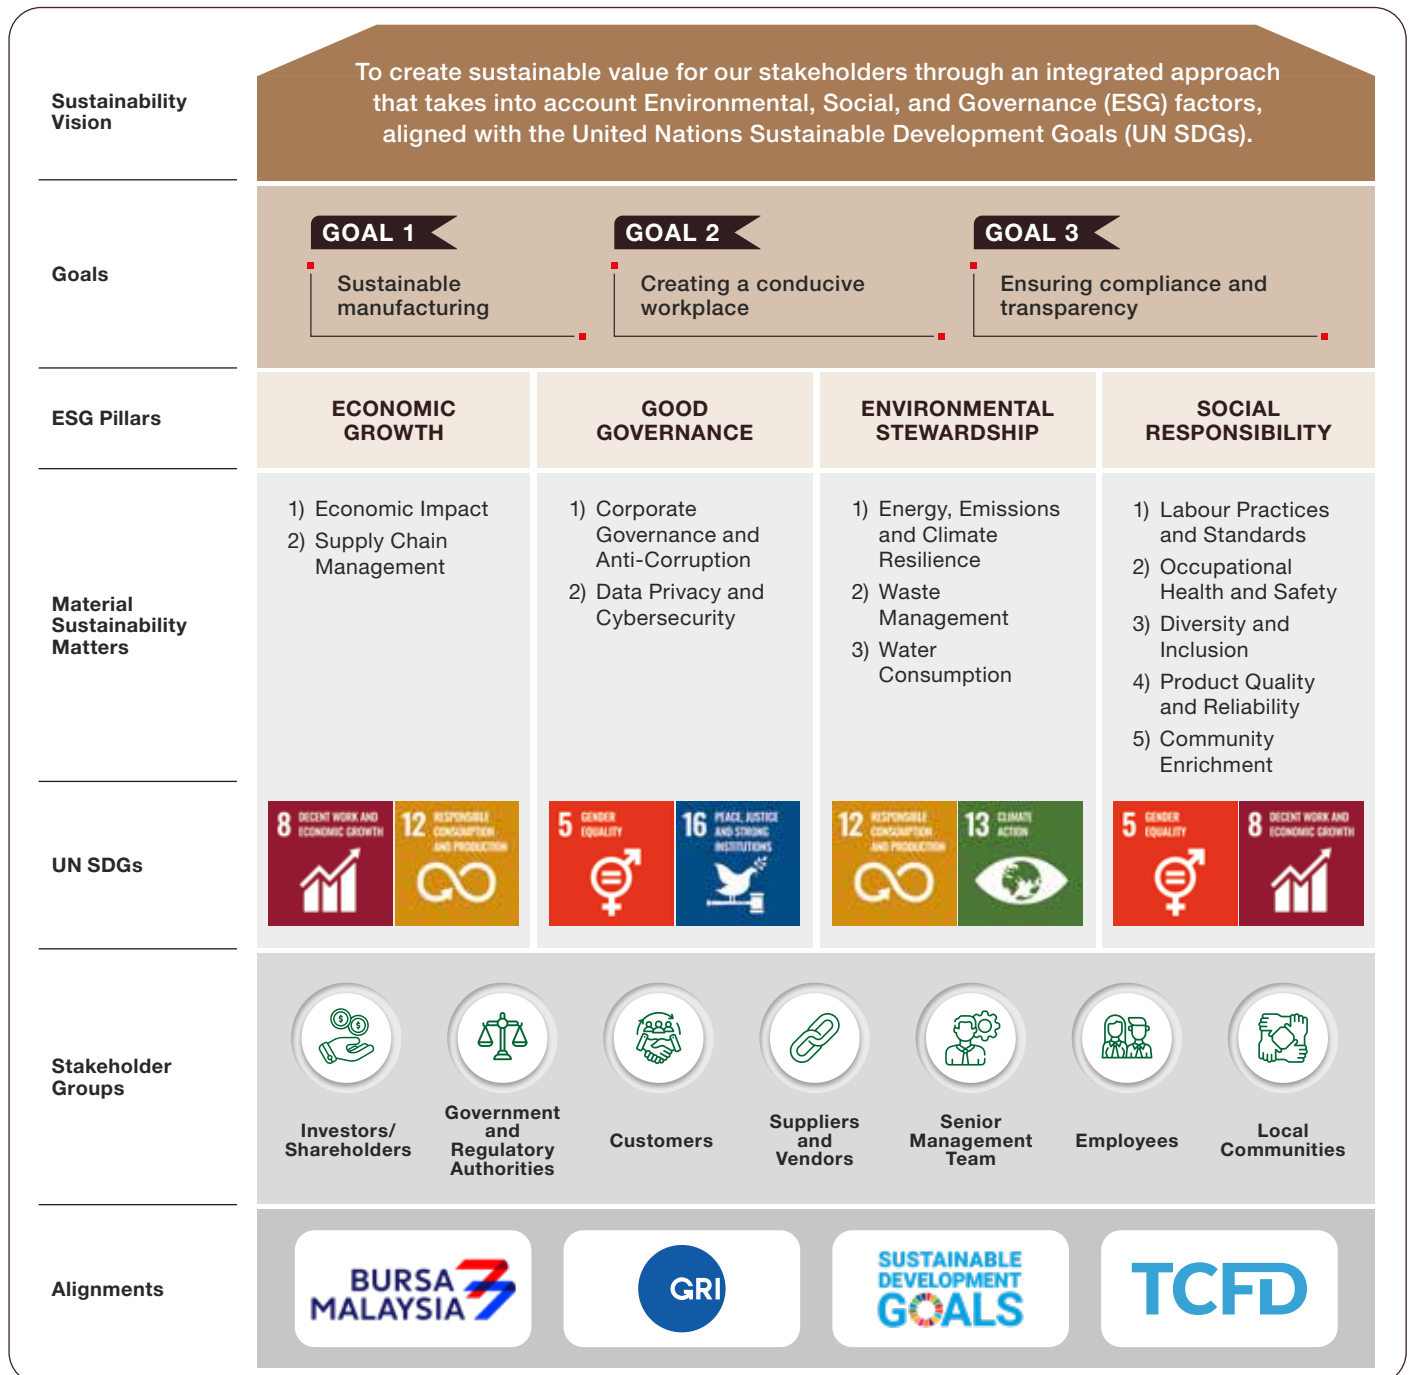 Sustainability
Vision
To create sustainable value for our stakeholders through an integrated approach
that takes into account Environmental, Social, and Governance (ESG) factors,
aligned with the United Nations Sustainable Development Goals (UN SDGs).
Goals
GOAL 1
Sustainable
manufacturing
GOAL 2
Creating a conducive
workplace
GOAL 3
Ensuring compliance and
transparency
ESG Pillars
ECONOMIC
GROWTH
GOOD
GOVERNANCE
ENVIRONMENTAL
STEWARDSHIP
SOCIAL
RESPONSIBILITY
Material
Sustainability
Matters
1) Economic Impact
2) Supply Chain
Management
1) Corporate
Governance and
Anti-Corruption
2) Data Privacy and
Cybersecurity
1) Energy, Emissions
and Climate
Resilience
2) Waste
Management
3) Water
Consumption
1) Labour Practices
and Standards
2) Occupational
Health and Safety
3) Diversity and
Inclusion
4) Product Quality
and Reliability
5) Community
Enrichment
UN SDGs
8 DECENT WORK AND
ECONOMIC GROWTH
12 RESPONSIBLE
CONSUMPTION
AND PRODUCTION
5 GENDER
EQUALITY
16 PEACE, JUSTICE
AND STRONG
INSTITUTIONS
12 RESPONSIBLE
CONSUMPTION
AND PRODUCTION
13 CLIMATE
ACTION
5 GENDER
EQUALITY
8 DECENT WORK AND
ECONOMIC GROWTH
Stakeholder
Groups
Investors/
Shareholders
Government
and
Regulatory
Authorities
Customers
Suppliers
and
Vendors
Senior
Management
Team
Employees
Local
Communities
Alignments
BURSA
MALAYSIA
GRI
SUSTAINABLE
DEVELOPMENT
GOALS
TCFD